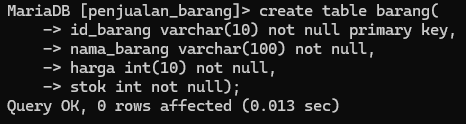 MariaDB [penjualan_barang]> create table barang(
    -> id_barang varchar(10) not null primary key,
    -> nama_barang varchar(100) not null,
    -> harga int(10) not null,
    -> stok int not null);
Query OK, 0 rows affected (0.013 sec)